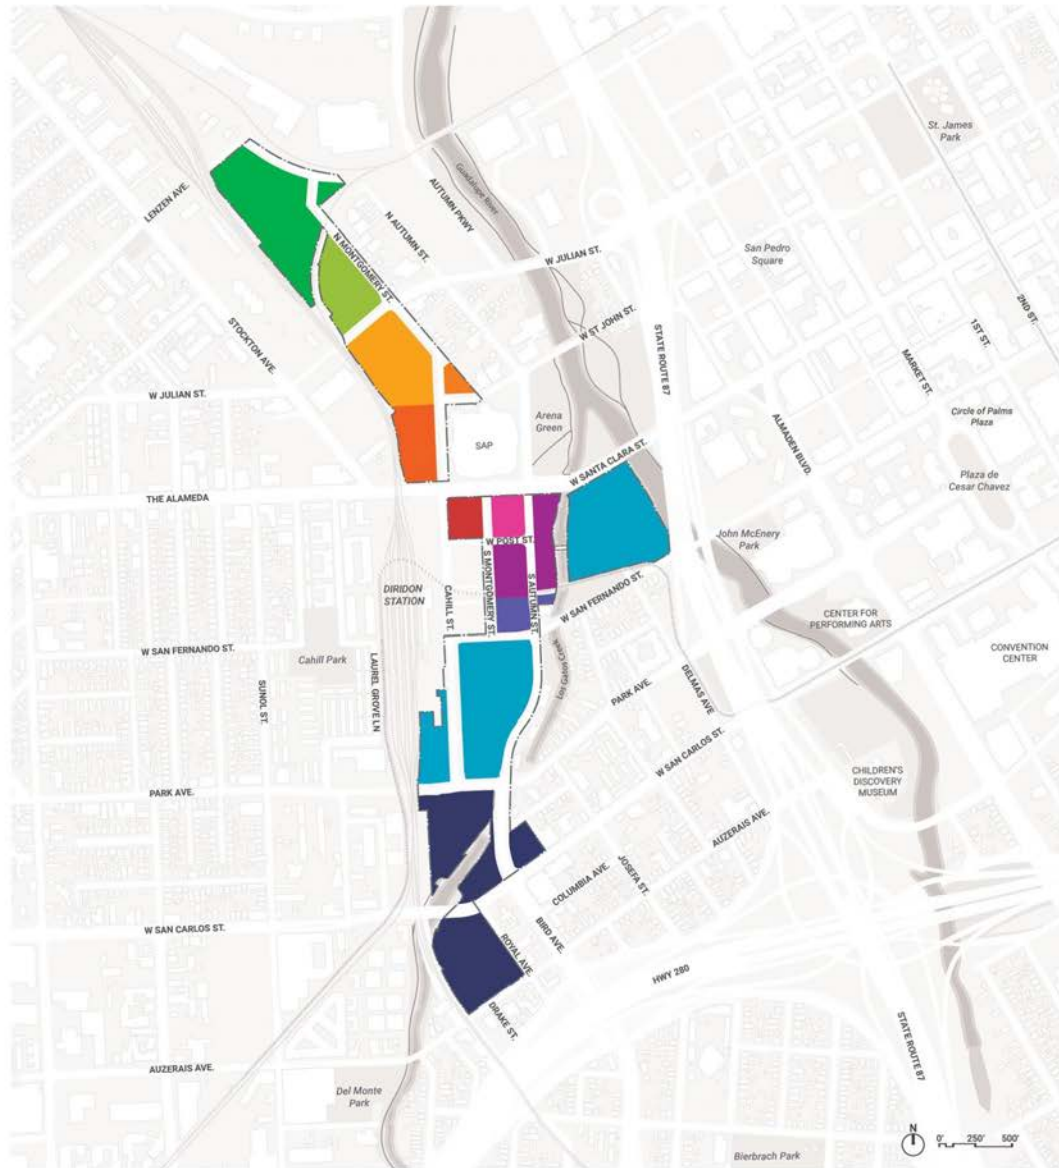 St. James
Park
LENZEN AVE.
Guadalupe River
AUTUMN PKWY
N AUTUMN ST.
N MONTGOMERY ST.
W JULIAN ST.
San Pedro
Square
2ND ST.
1ST ST.
STOCKTON AVE.
W ST JOHN ST.
STATE ROUTE 87
MARKET ST.
W JULIAN ST.
Arena
Green
ALMADEN BLVD.
Circle of Palms
Plaza
SAP
W SANTA CLARA ST.
Plaza de
Cesar Chavez
THE ALAMEDA
W POST ST.
John McEnery
Park
DIRIDON
STATION
CAHILL ST.
S MONTGOMERY ST.
S AUTUMN ST.
W SAN FERNANDO ST.
CENTER FOR
PERFORMING ARTS
W SAN FERNANDO ST.
Cahill Park
LAUREL GROVE LN
SUNOL ST.
Los Gatos Creek
PARK AVE.
DELMAS AVE
CONVENTION
CENTER
W SAN CARLOS ST.
CHILDREN'S
DISCOVERY
MUSEUM
PARK AVE.
AUZERAIS AVE.
JOSEFA ST.
COLUMBIA AVE.
W SAN CARLOS ST.
BIRD AVE.
ROYAL AVE.
HWY 280
DRAKE ST.
STATE ROUTE 87
AUZERAIS AVE.
Del Monte
Park
Bierbrach Park
N
0' 250' 500'